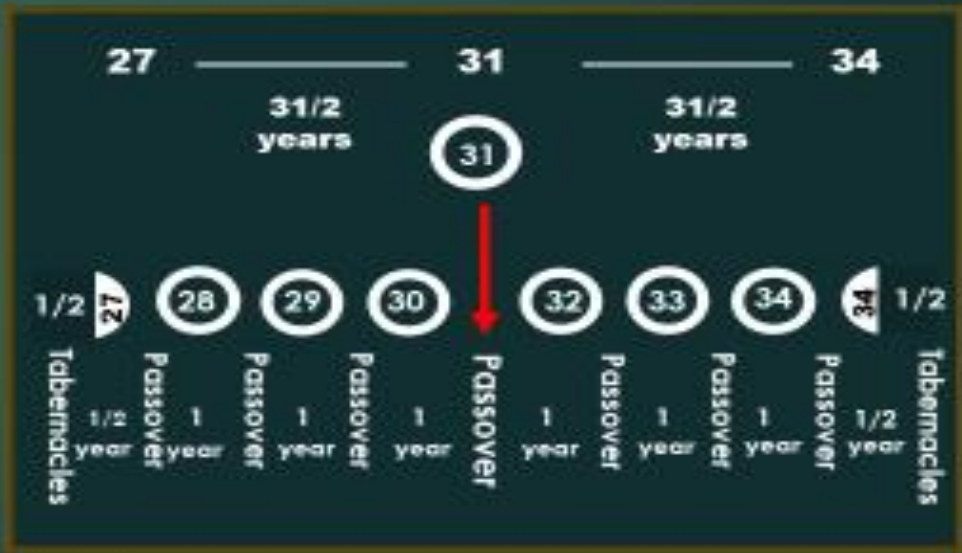 27 31 34
31/2 years
31/2 years
31
1/2 27 28 29 30 32 33 34 34 1/2
Tabernacles
1/2 year
Passover
1 year
Passover
1 year
Passover
1 year
Passover
1 year
Passover
1 year
Passover
1 year
Passover
1/2 year
Tabernacles